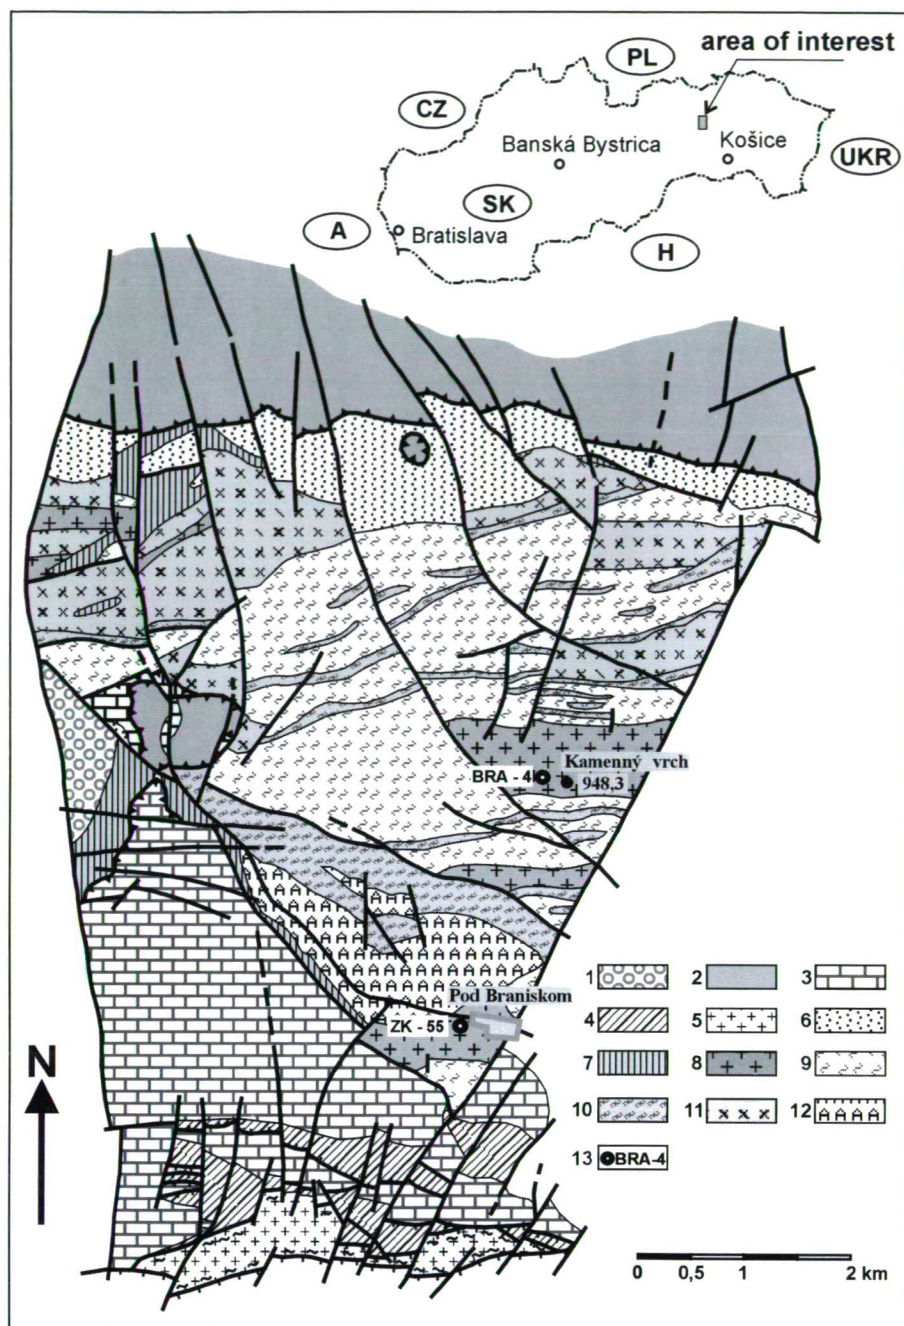 area of interest
PL
CZ
Banská Bystrica
Košice
UKR
SK
A
Bratislava
H
BRA - 4
Kamenný vrch
948,3
Pod Braniskom
ZK - 55
N
1
2
3
4
5
6
7
8
9
10
11
12
13 BRA-4
0 0,5 1 2 km